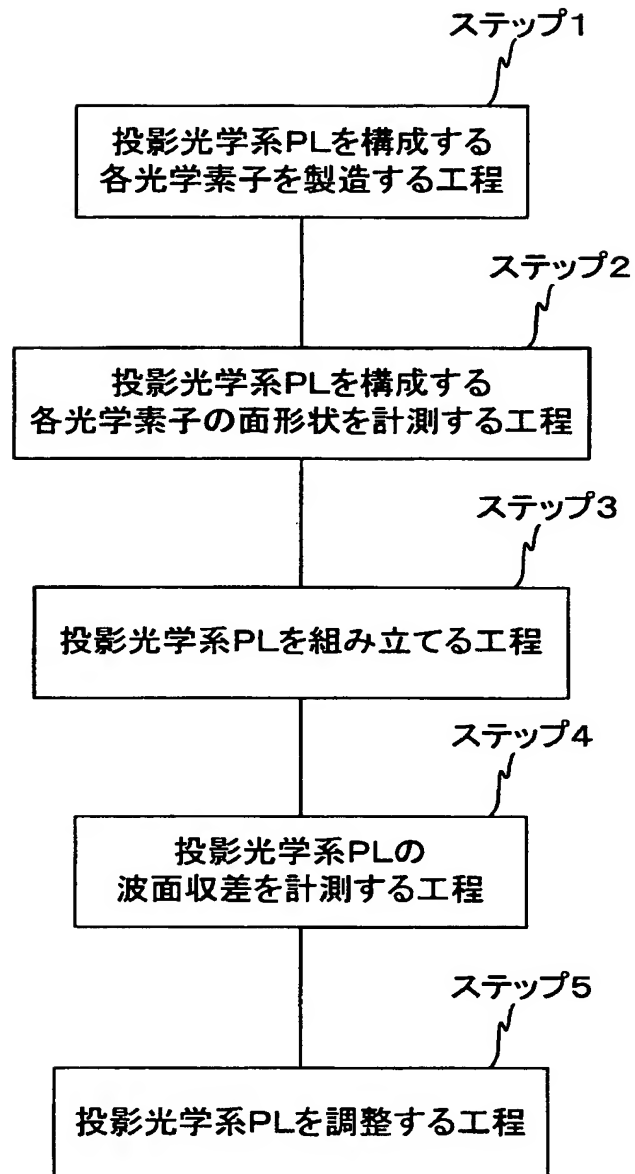 ステップ1
投影光学系PLを構成する
各光学素子を製造する工程
ステップ2
投影光学系PLを構成する
各光学素子の面形状を計測する工程
ステップ3
投影光学系PLを組み立てる工程
ステップ4
投影光学系PLの
波面収差を計測する工程
ステップ5
投影光学系PLを調整する工程